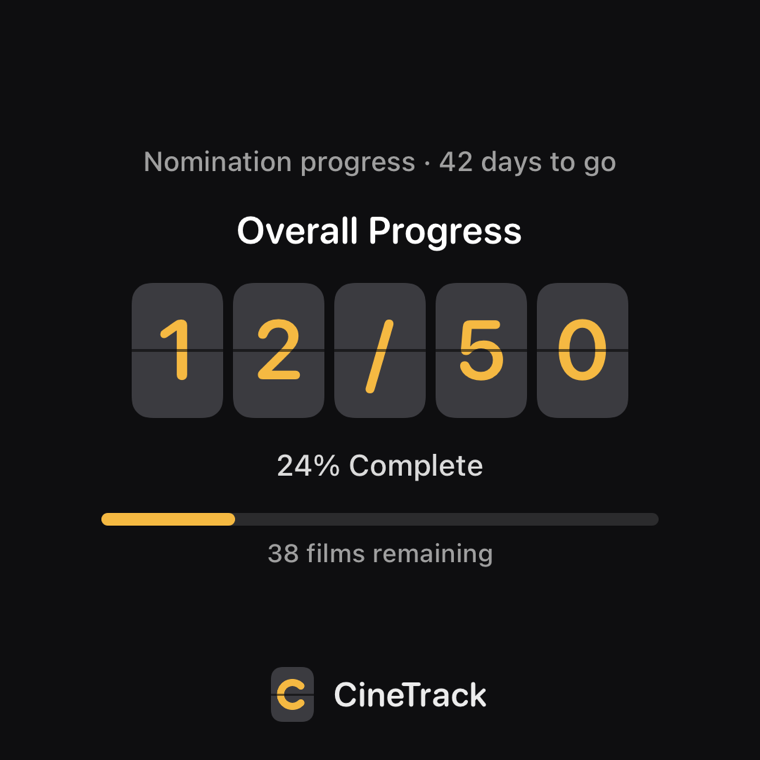 Nomination progress · 42 days to go
Overall Progress
12/50
24% Complete
38 films remaining
C CineTrack